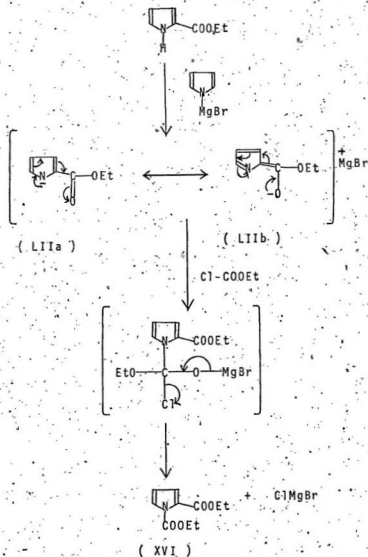 N
H
COOEt
N
MgBr
N
C
OEt
O
N
C
OEt
O
+
MgBr
( LIIa )
( LIIb )
Cl-COOEt
N
COOEt
EtO
C
O
MgBr
Cl
N
COOEt
COOEt
+ ClMgBr
( XVI )